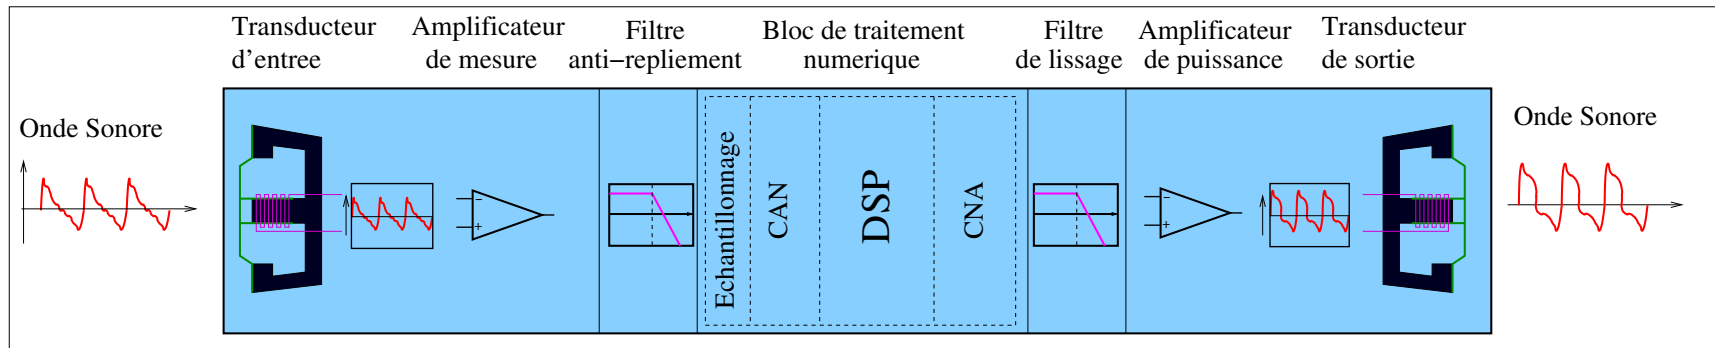 Transducteur
d'entree
Amplificateur
de mesure
Filtre
anti−repliement
Bloc de traitement
numerique
Filtre
de lissage
Amplificateur
de puissance
Transducteur
de sortie
Onde Sonore
Echantillonnage
CAN
DSP
CNA
Onde Sonore